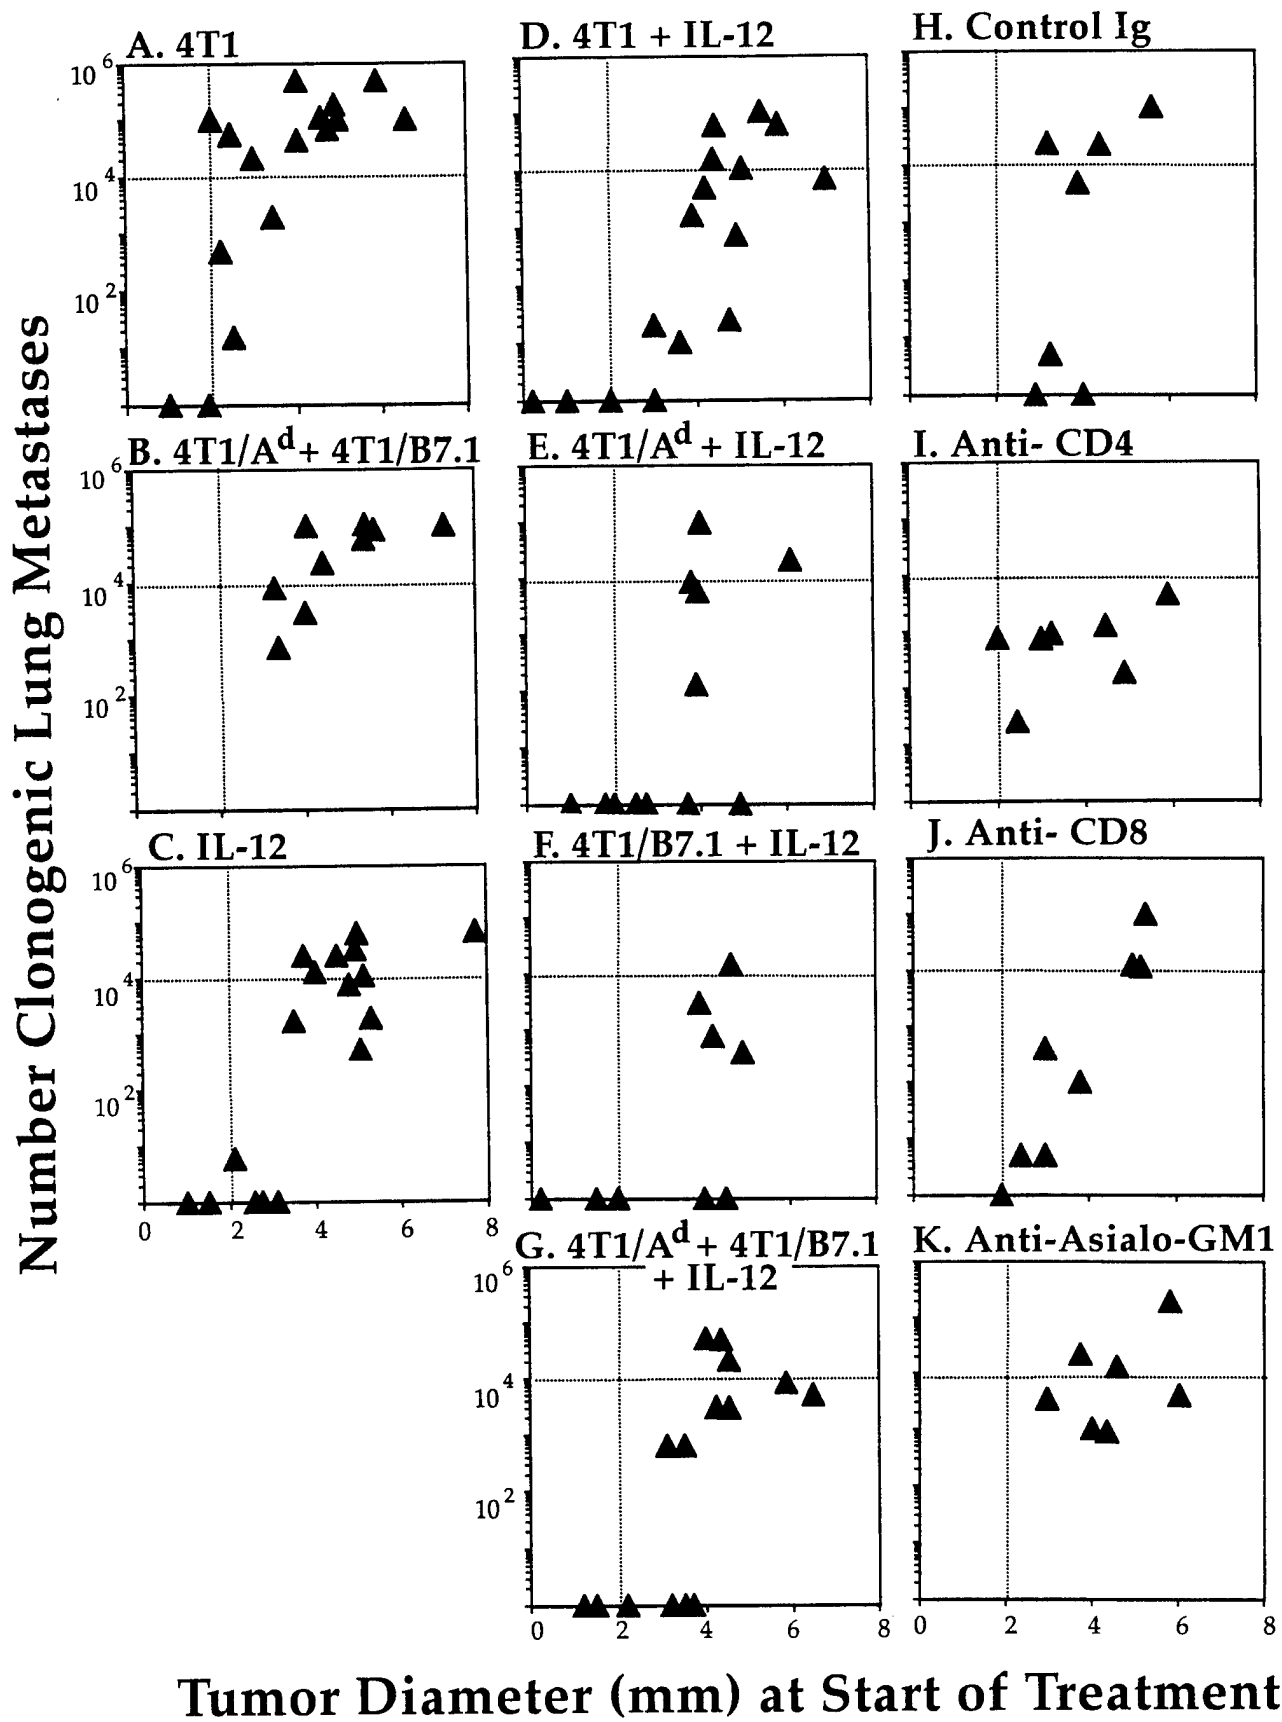 A. 4T1
10^6
10^4
10^2
D. 4T1 + IL-12
H. Control Ig
B. 4T1/A^d + 4T1/B7.1
10^6
10^4
10^2
E. 4T1/A^d + IL-12
I. Anti- CD4
C. IL-12
10^6
10^4
10^2
0 2 4 6 8
F. 4T1/B7.1 + IL-12
J. Anti- CD8
G. 4T1/A^d + 4T1/B7.1
+ IL-12
10^6
10^4
10^2
0 2 4 6 8
K. Anti-Asialo-GM1
0 2 4 6 8
Number Clonogenic Lung Metastases
Tumor Diameter (mm) at Start of Treatment